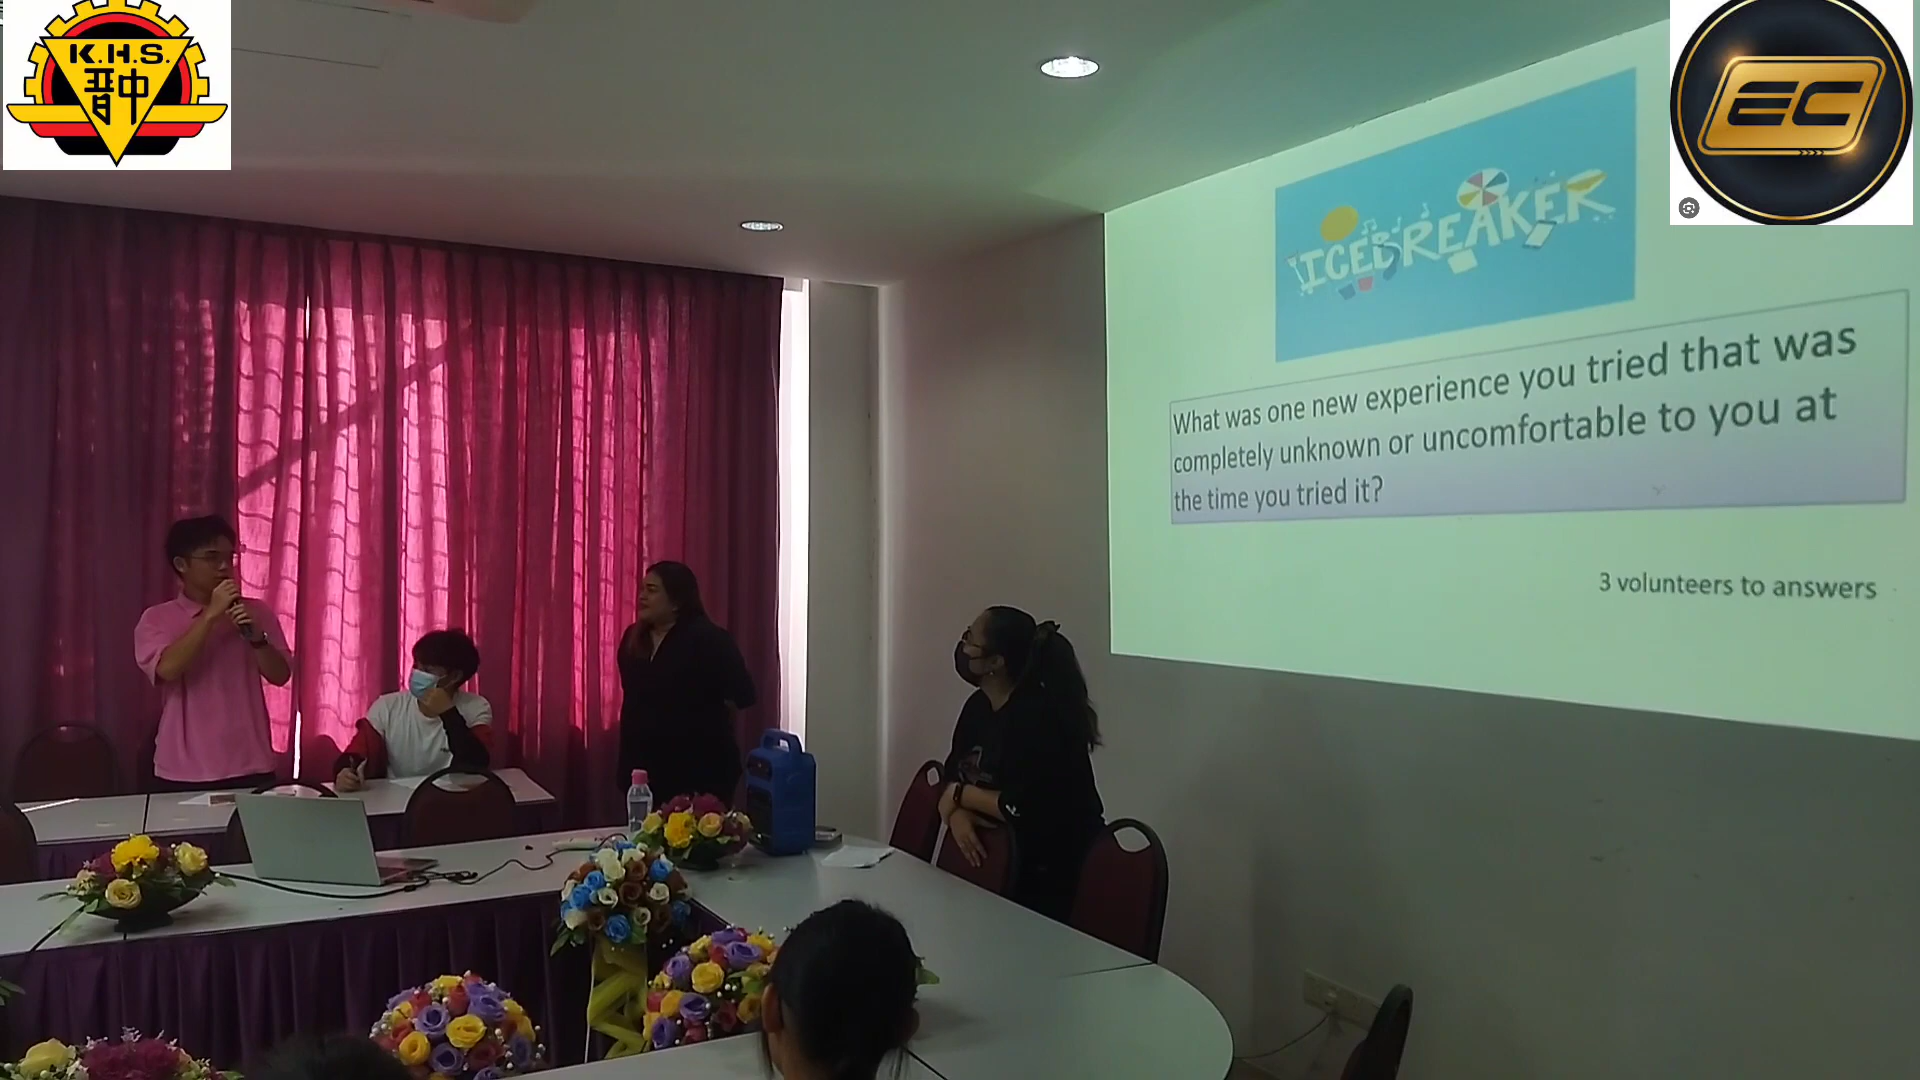 K.H.S.
晋中
EC
ICEBREAKER
What was one new experience you tried that was
completely unknown or uncomfortable to you at
the time you tried it?
3 volunteers to answers